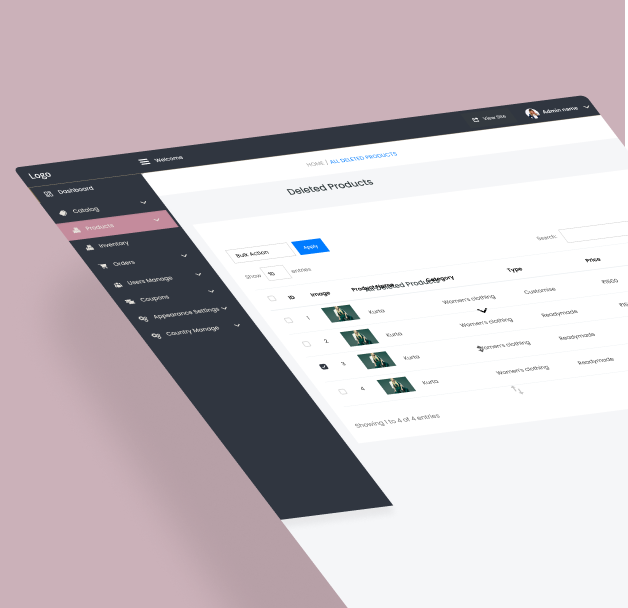 Logo
Welcome
View Site
Admin name
Dashboard
Catalog
Products
Inventory
Orders
Users Manage
Coupons
Appearance Settings
Country Manage
HOME | ALL DELETED PRODUCTS
Deleted Products
Bulk Action
Apply
Show 10 entries
Search:
All Deleted Products
ID Image Product Name Category Type Price
1 Kurta Women's clothing Customise ₹1500
2 Kurta Women's clothing Readymade
3 Kurta Women's clothing Readymade
4 Kurta Women's clothing Readymade
Showing 1 to 4 of 4 entries